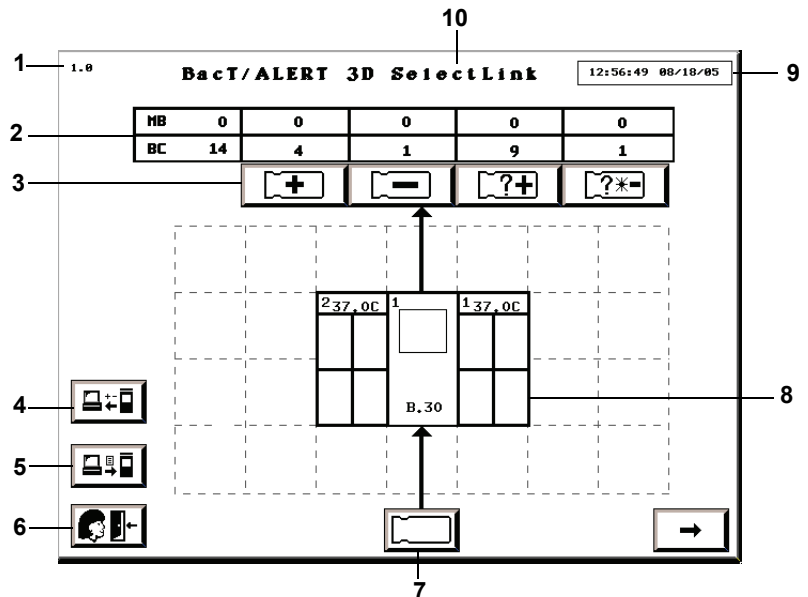 10
1
1.0
BacT/ALERT 3D SelectLink
12:56:49 08/18/05
9
2
MB 0 0 0 0 0
BC 14 4 1 9 1
3
+ − ?+ ?*-
2 37.0C 1 1 37.0C
B.30
4
+-
8
5
6
7